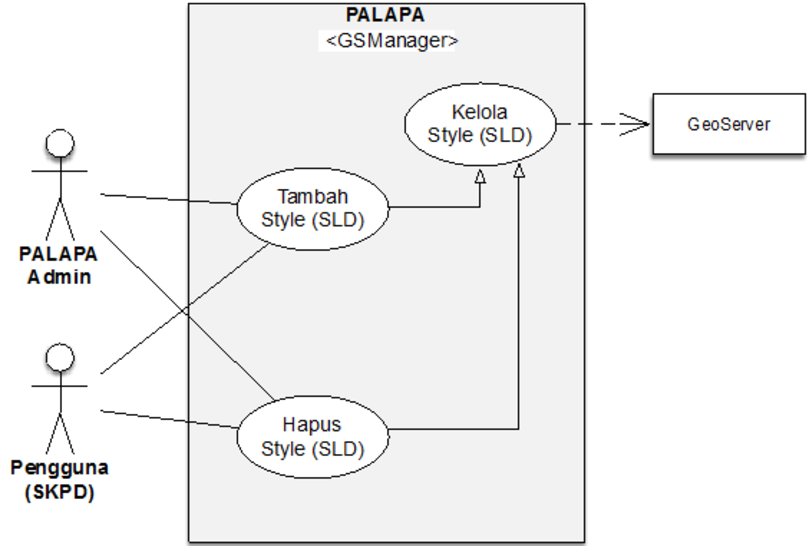 PALAPA
<GSManager>
Kelola
Style (SLD)
GeoServer
Tambah
Style (SLD)
PALAPA
Admin
Hapus
Style (SLD)
Pengguna
(SKPD)